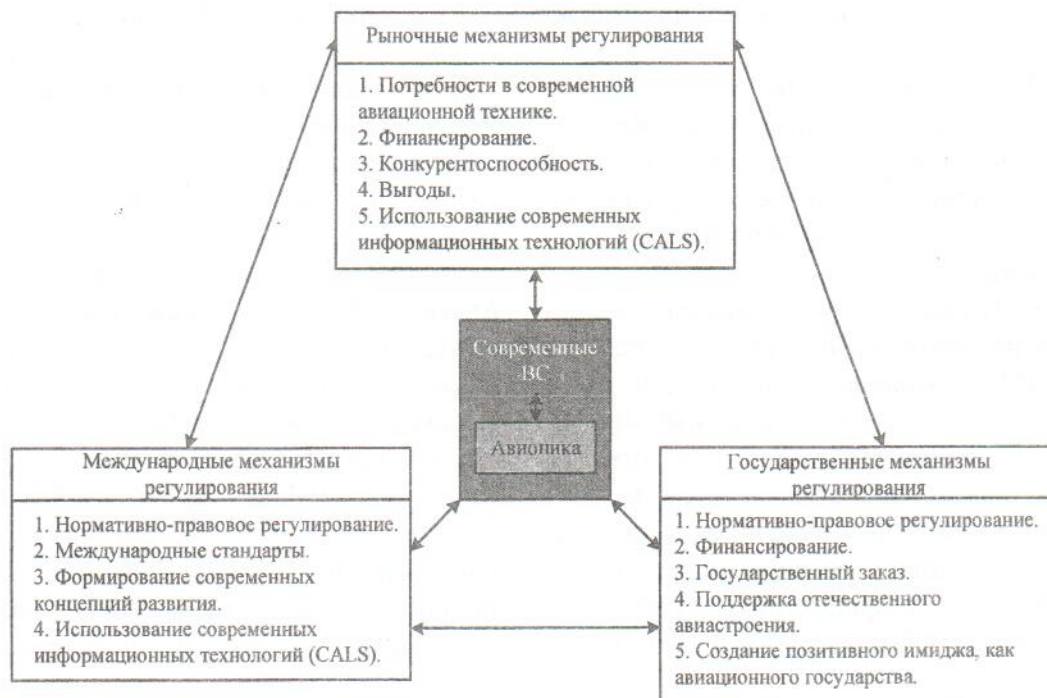 Рыночные механизмы регулирования
1. Потребности в современной
авиационной технике.
2. Финансирование.
3. Конкурентоспособность.
4. Выгоды.
5. Использование современных
информационных технологий (CALS).
Современные
ВС
Авионика
Международные механизмы
регулирования
1. Нормативно-правовое регулирование.
2. Международные стандарты.
3. Формирование современных
концепций развития.
4. Использование современных
информационных технологий (CALS).
Государственные механизмы
регулирования
1. Нормативно-правовое регулирование.
2. Финансирование.
3. Государственный заказ.
4. Поддержка отечественного
авиастроения.
5. Создание позитивного имиджа, как
авиационного государства.